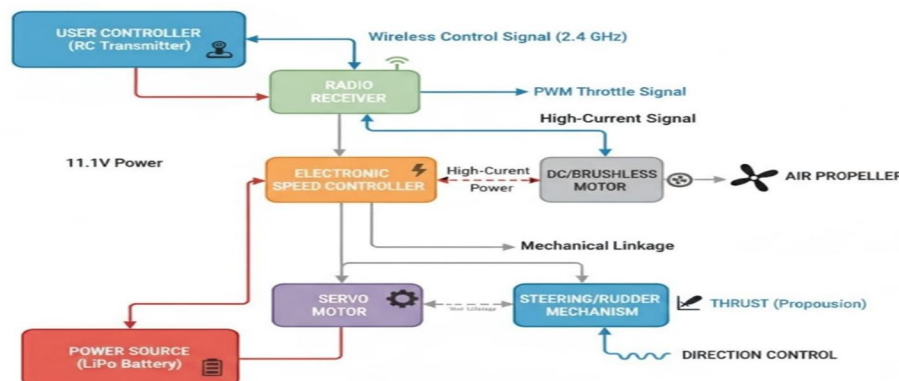 USER CONTROLLER
(RC Transmitter)
Wireless Control Signal (2.4 GHz)
RADIO
RECEIVER
PWM Throttle Signal
High-Current Signal
11.1V Power
ELECTRONIC
SPEED CONTROLLER
High-Curent
Power
DC/BRUSHLESS
MOTOR
AIR PROPELLER
Mechanical Linkage
SERVO
MOTOR
STEERING/RUDDER
MECHANISM
THRUST (Propousion)
POWER SOURCE
(LiPo Battery)
DIRECTION CONTROL